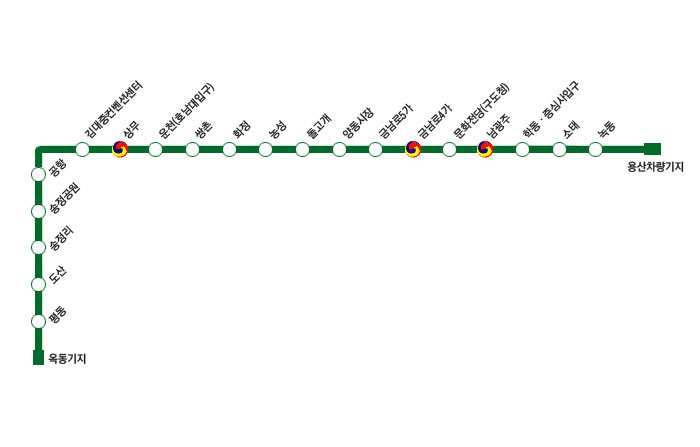 김대중컨벤션센터
상무
운천(호남대입구)
쌍촌
화정
농성
돌고개
양동시장
금남로5가
금남로4가
문화전당(구도청)
남광주
학동·증심사입구
소태
녹동
용산차량기지
공항
송정공원
송정리
도산
평동
옥동기지